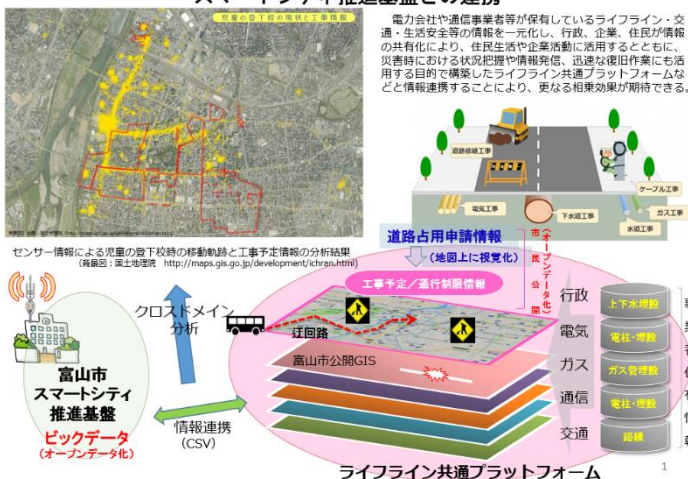 スマートシティ推進基盤との連携
児童の登下校の現状と工事情報
電力会社や通信事業者等が保有しているライフライン・交
通・生活安全等の情報を一元化し、行政、企業、住民が情報
の共有化により、住民生活や企業活動に活用するとともに、
災害時における状況把握や情報発信、迅速な復旧作業にも活
用する目的で構築したライフライン共通プラットフォームな
どと情報連携することにより、更なる相乗効果が期待できる。
道路修繕工事
ケーブル工事
電気工事
下水道工事
ガス工事
水道工事
センサー情報による児童の登下校時の移動軌跡と工事予定情報の分析結果
(背景図:国土地理院 http://maps.gis.go.jp/development/ichran.html)
道路占用申請情報
(地図上に視覚化)
市民公開
(オープンデータ化)
工事予定/通行制限情報
クロスドメイン
分析
迂回路
富山市公開GIS
富山市
スマートシティ
推進基盤
ビックデータ
(オープンデータ化)
情報連携
(CSV)
行政
電気
ガス
通信
交通
上下水埋設
電柱・埋設
ガス管埋設
電柱・埋設
路線
ライフライン共通プラットフォーム
1